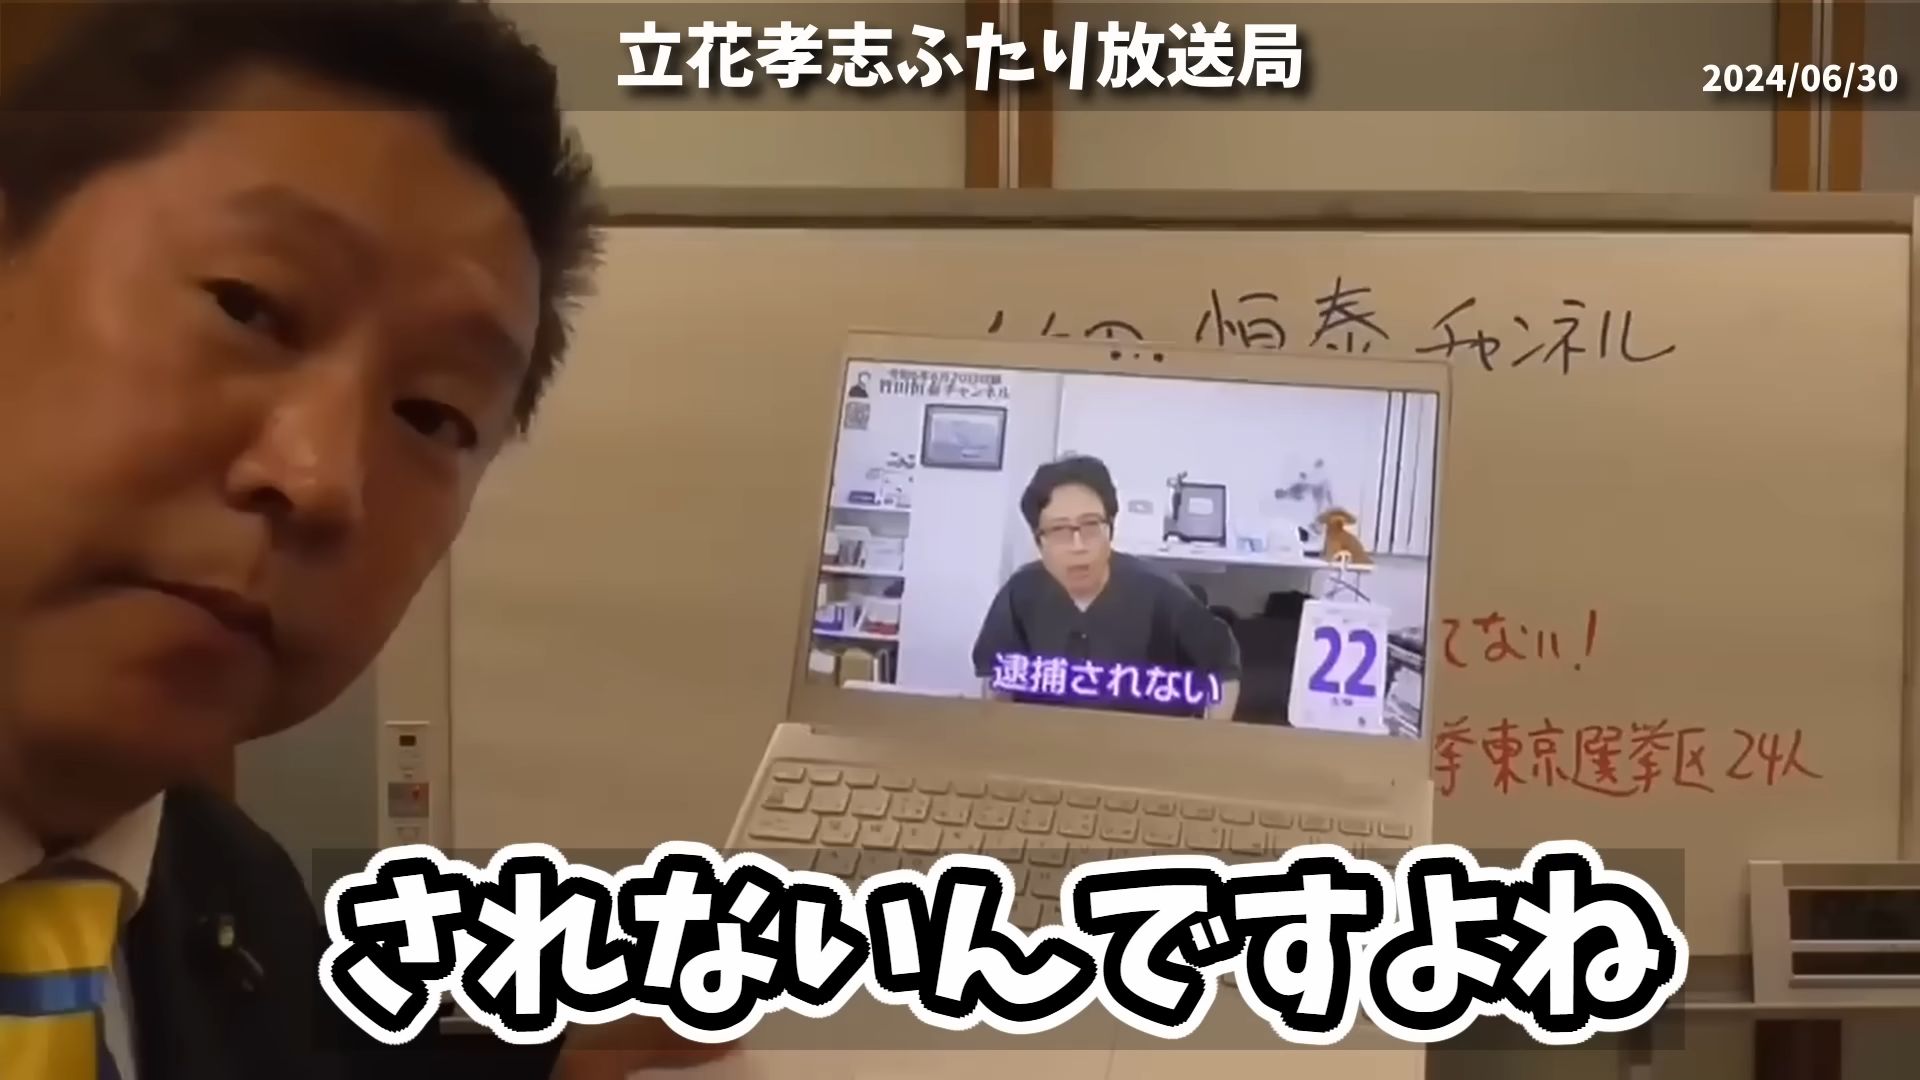 立花孝志ふたり放送局
2024/06/30
恒泰チャンネル
竹田恒泰チャンネル
逮捕されない
22
てない!
挙東京選挙区24人
されないんですよね